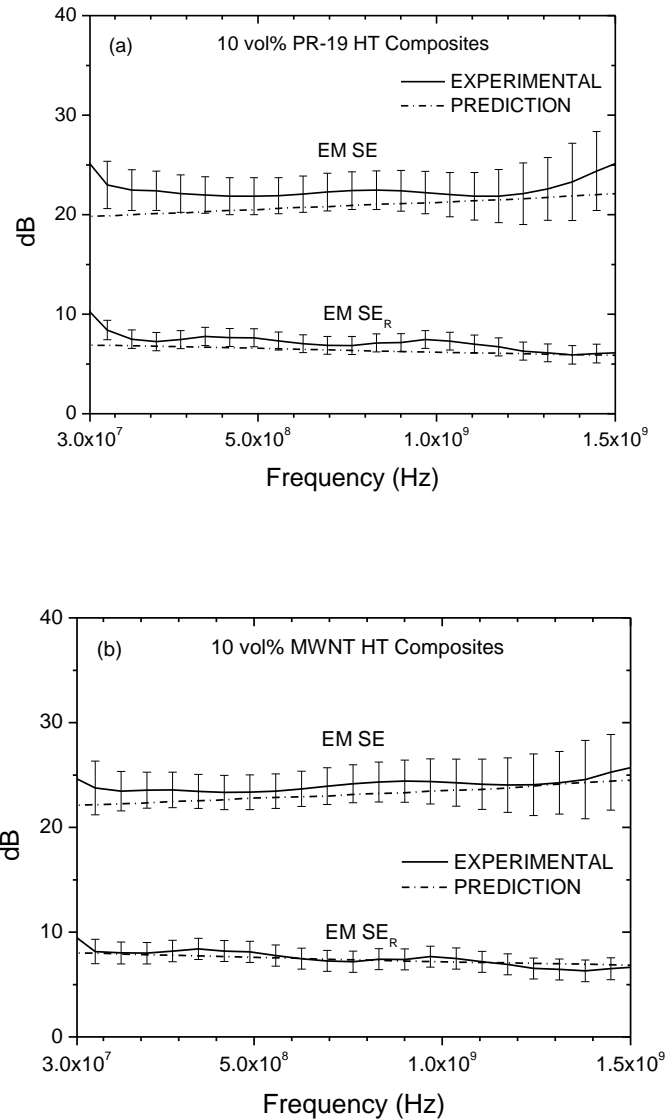 (a)
10 vol% PR-19 HT Composites
EXPERIMENTAL
PREDICTION
EM SE
EM SE_R
dB
40
30
20
10
0
3.0x10^7
5.0x10^8
1.0x10^9
1.5x10^9
Frequency (Hz)
(b)
10 vol% MWNT HT Composites
EM SE
EXPERIMENTAL
PREDICTION
EM SE_R
dB
40
30
20
10
0
3.0x10^7
5.0x10^8
1.0x10^9
1.5x10^9
Frequency (Hz)